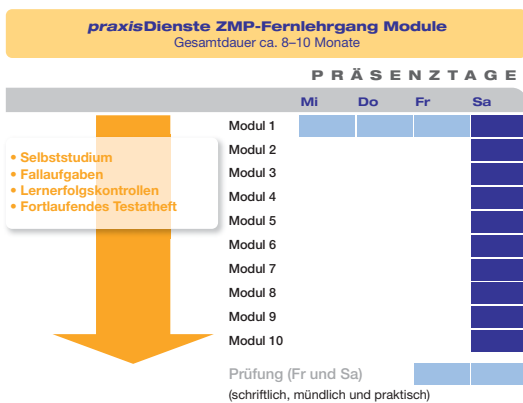 praxisDienste ZMP-Fernlehrgang Module
Gesamtdauer ca. 8–10 Monate
PRÄSENZTAGE
Mi Do Fr Sa
• Selbststudium
• Fallaufgaben
• Lernerfolgskontrollen
• Fortlaufendes Testatheft
Modul 1
Modul 2
Modul 3
Modul 4
Modul 5
Modul 6
Modul 7
Modul 8
Modul 9
Modul 10
Prüfung (Fr und Sa)
(schriftlich, mündlich und praktisch)